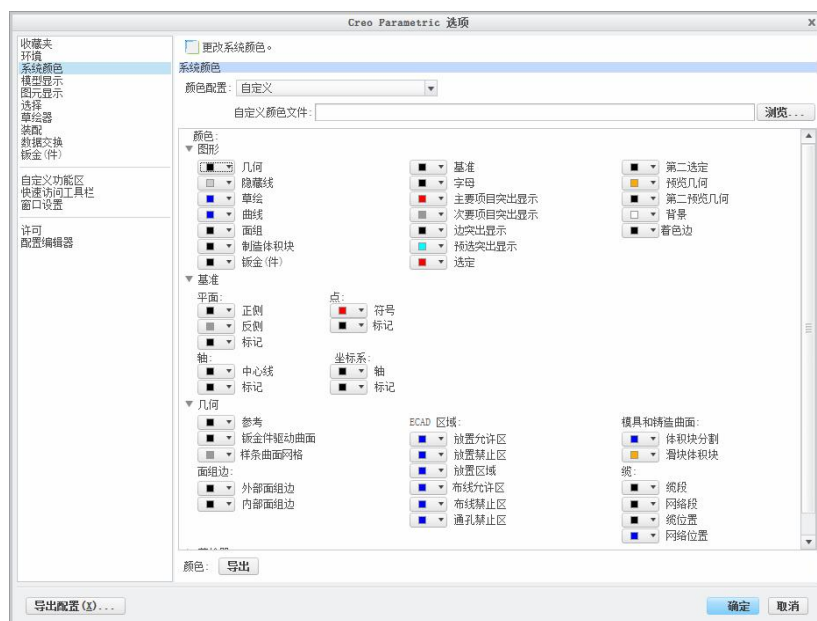 Creo Parametric 选项
x
收藏夹
环境
系统颜色
模型显示
图元显示
选择
草绘器
装配
数据交换
钣金(件)
自定义功能区
快速访问工具栏
窗口设置
许可
配置编辑器
更改系统颜色。
系统颜色
颜色配置: 自定义
自定义颜色文件: 浏览...
颜色:
图形
几何 基准 第二选定
隐藏线 字母 预览几何
草绘 主要项目突出显示 第二预览几何
曲线 次要项目突出显示 背景
面组 边突出显示 着色边
制造体积块 预选突出显示
钣金(件) 选定
基准
平面: 点:
正侧 符号
反侧 标记
标记
轴: 坐标系:
中心线 轴
标记 标记
几何
参考 ECAD 区域: 模具和铸造曲面:
钣金件驱动曲面 放置允许区 体积块分割
样条曲面网格 放置禁止区 滑块体积块
面组边: 放置区域 缆:
外部面组边 布线允许区 缆段
内部面组边 布线禁止区 网络段
通孔禁止区 缆位置
网络位置
颜色: 导出
导出配置(X)... 确定 取消